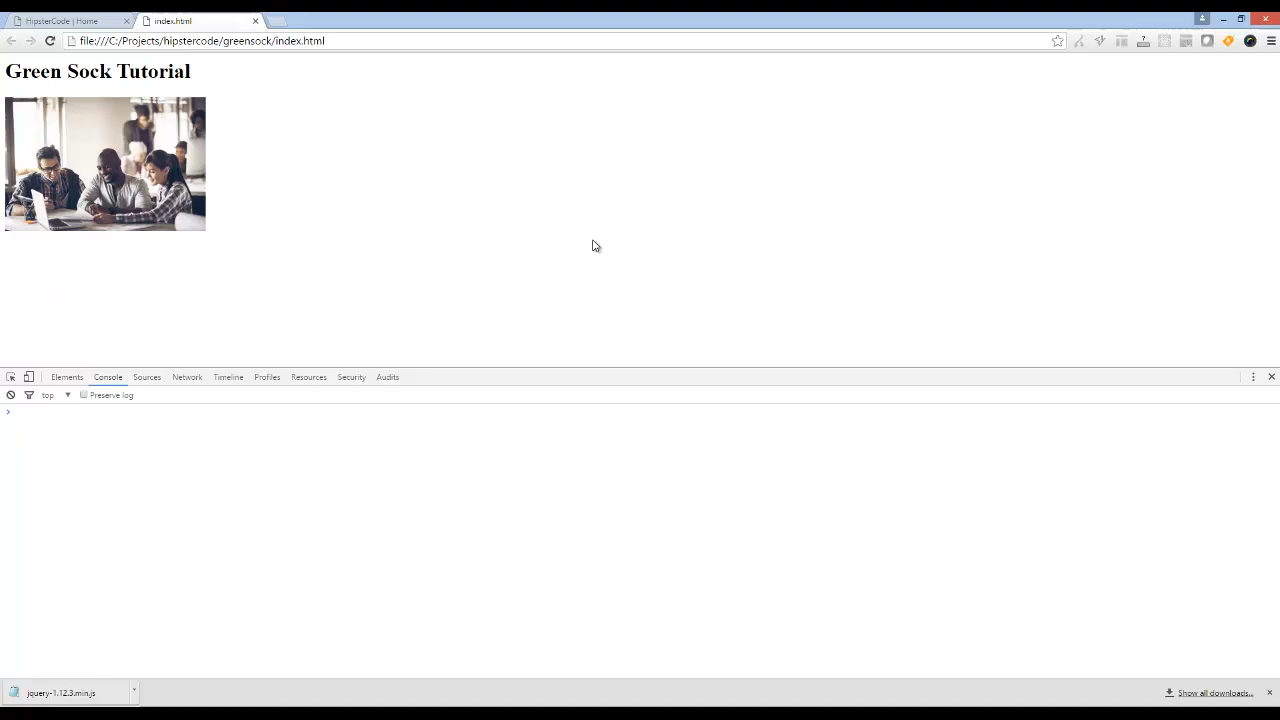 HipsterCode | Home
index.html
file:///C:/Projects/hipstercode/greensock/index.html
Green Sock Tutorial
Elements Console Sources Network Timeline Profiles Resources Security Audits
top Preserve log
jquery-1.12.3.min.js
Show all downloads...